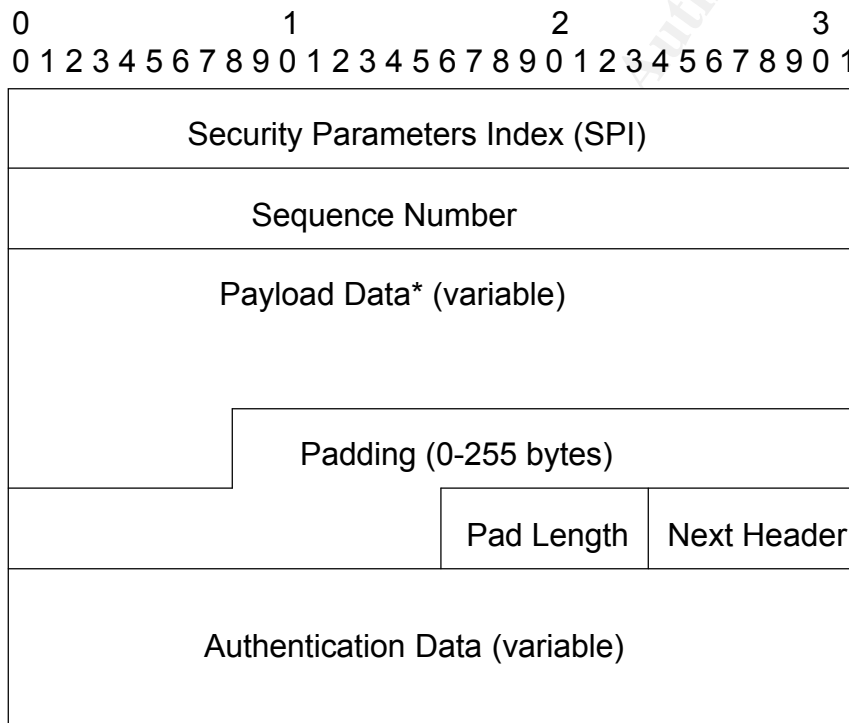 0 1 2 3
0 1 2 3 4 5 6 7 8 9 0 1 2 3 4 5 6 7 8 9 0 1 2 3 4 5 6 7 8 9 0 1
Security Parameters Index (SPI)
Sequence Number
Payload Data* (variable)
Padding (0-255 bytes)
Pad Length Next Header
Authentication Data (variable)